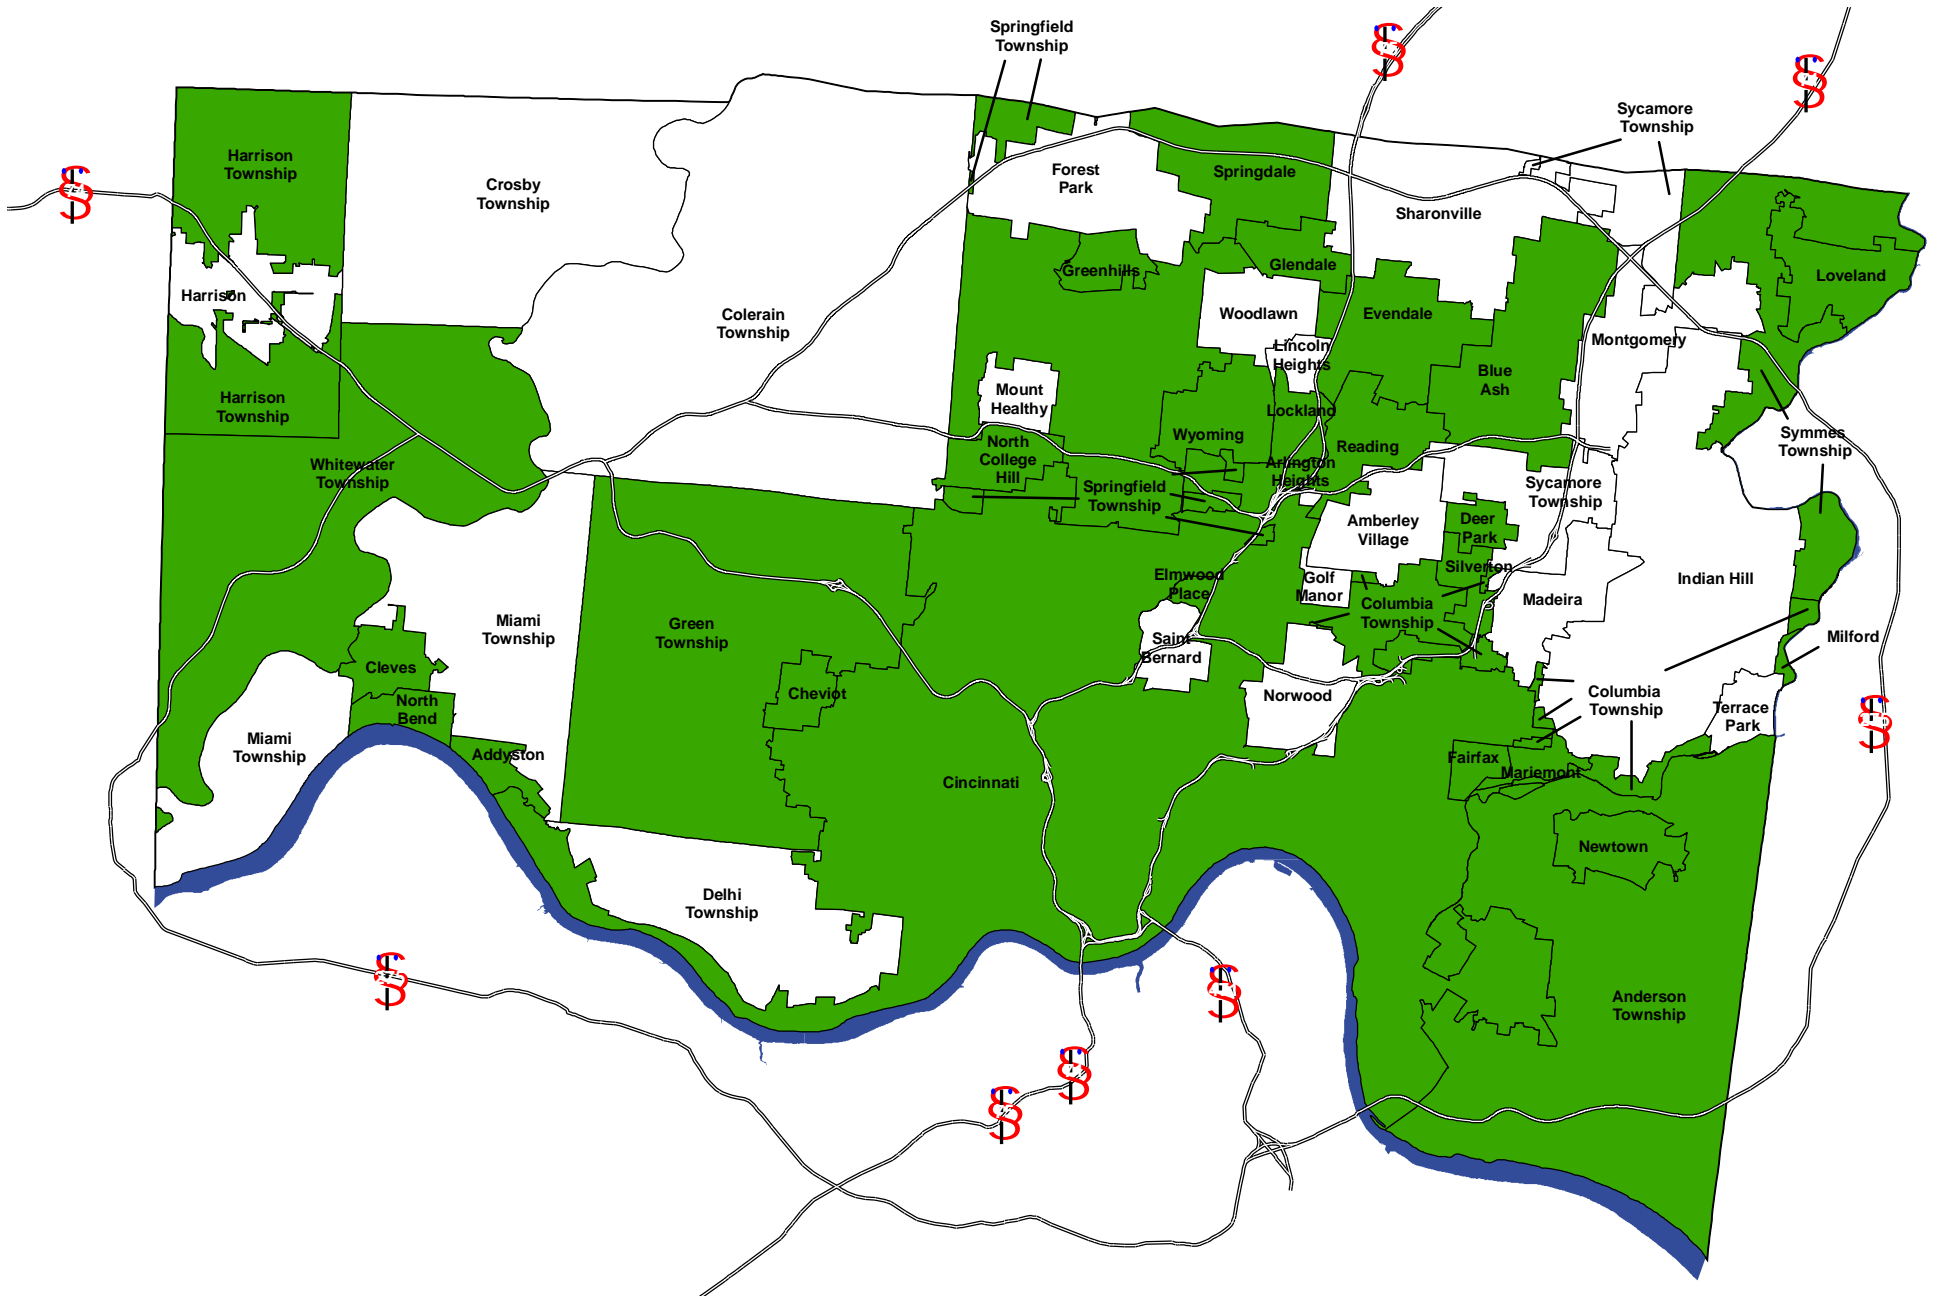 Springfield
Township
Sycamore
Township
Harrison
Township
Crosby
Township
Forest
Park
Springdale
Sharonville
Greenhills
Glendale
Loveland
Harrison
Colerain
Township
Woodlawn
Evendale
Lincoln
Heights
Montgomery
Blue
Ash
Mount
Healthy
Harrison
Township
Lockland
Wyoming
Reading
North
College
Hill
Symmes
Township
Whitewater
Township
Arlington
Heights
Springfield
Township
Sycamore
Township
Amberley
Village
Deer
Park
Silverton
Elmwood
Place
Golf
Manor
Indian Hill
Madeira
Columbia
Township
Miami
Township
Green
Township
Milford
Saint
Bernard
Cleves
Cheviot
Norwood
Columbia
Township
North
Bend
Terrace
Park
Miami
Township
Addyston
Fairfax
Mariemont
Cincinnati
Newtown
Delhi
Township
Anderson
Township